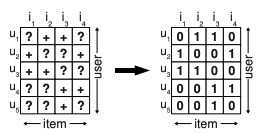 i1 i2 i3 i4
u1 ? + + ?
u2 + ? ? +
u3 + + ? ?
u4 ? ? + +
u5 ? ? + ?
user
item
i1 i2 i3 i4
u1 0 1 1 0
u2 1 0 0 1
u3 1 1 0 0
u4 0 0 1 1
u5 0 0 1 0
user
item